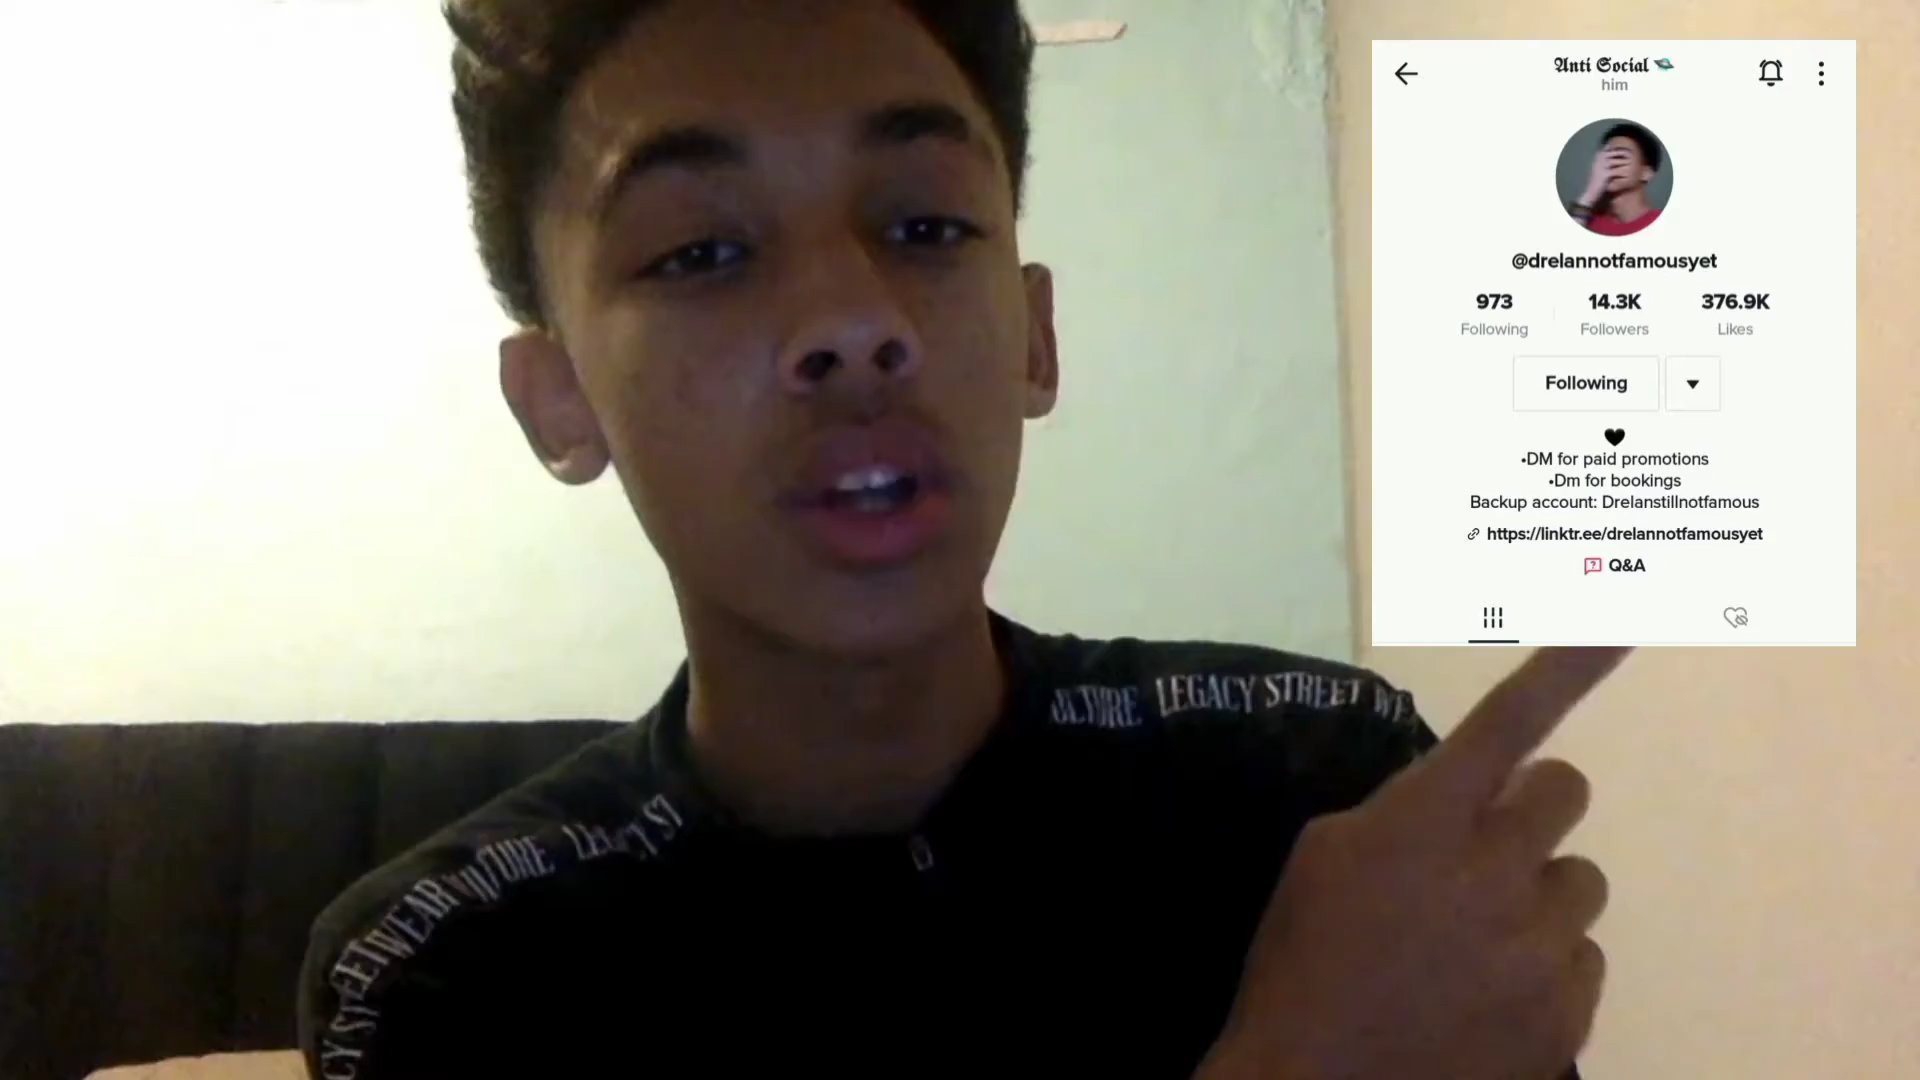 Anti Social 🛸
him
@drelannotfamousyet
973 14.3K 376.9K
Following Followers Likes
Following
🖤
•DM for paid promotions
•Dm for bookings
Backup account: Drelanstillnotfamous
https://linktr.ee/drelannotfamousyet
Q&A
LEGACY STREET
STREETWEAR